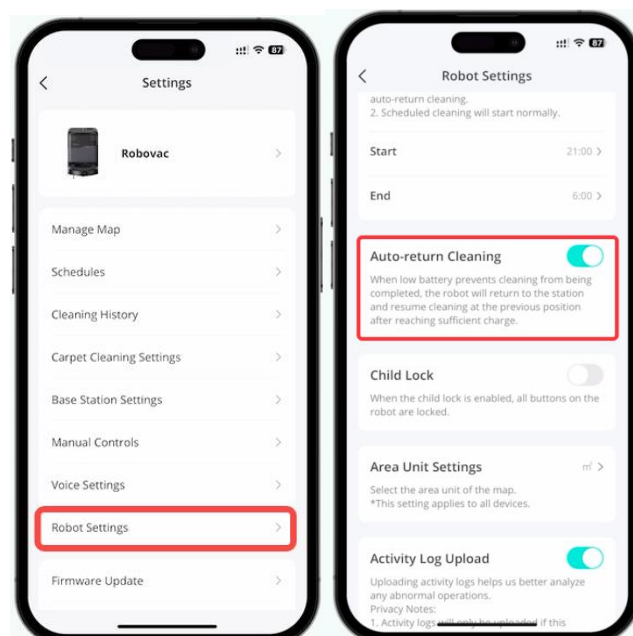 87
Settings
Robovac
Manage Map
Schedules
Cleaning History
Carpet Cleaning Settings
Base Station Settings
Manual Controls
Voice Settings
Robot Settings
Firmware Update
87
Robot Settings
auto-return cleaning.
2. Scheduled cleaning will start normally.
Start 21:00
End 6:00
Auto-return Cleaning
When low battery prevents cleaning from being
completed, the robot will return to the station
and resume cleaning at the previous position
after reaching sufficient charge.
Child Lock
When the child lock is enabled, all buttons on the
robot are locked.
Area Unit Settings m²
Select the area unit of the map.
*This setting applies to all devices.
Activity Log Upload
Uploading activity logs helps us better analyze
any abnormal operations.
Privacy Notes:
1. Activity logs will only be uploaded if this